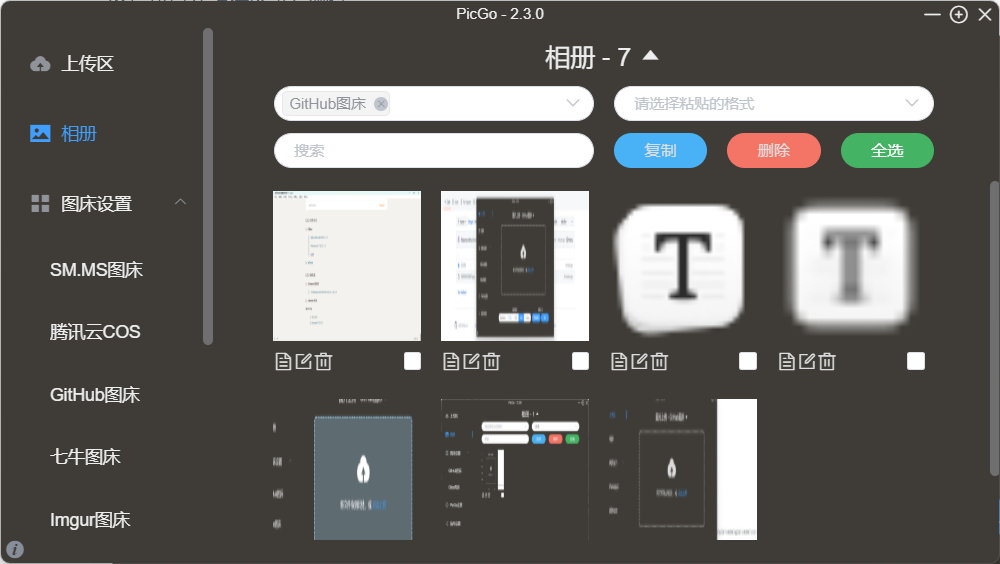 PicGo - 2.3.0
上传区
相册
图床设置
SM.MS图床
腾讯云COS
GitHub图床
七牛图床
Imgur图床
相册 - 7
GitHub图床
请选择粘贴的格式
搜索
复制
删除
全选
T
T